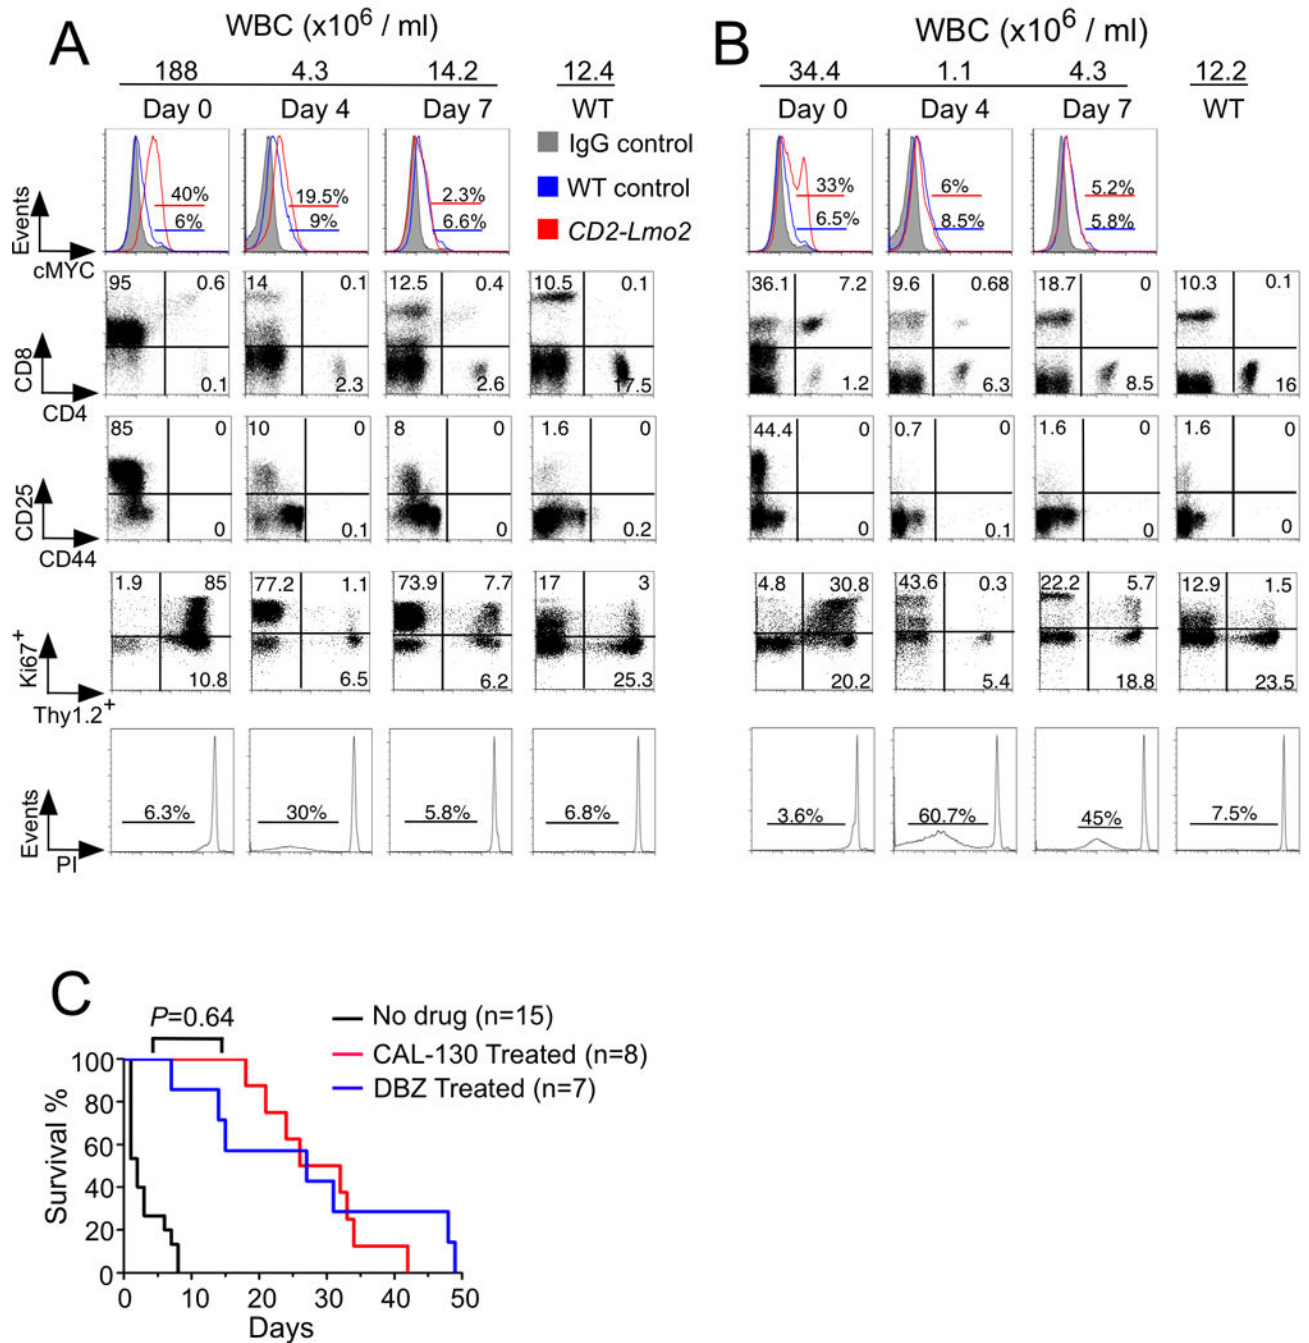 A
WBC (x10⁶ / ml)
188 4.3 14.2 12.4
Day 0 Day 4 Day 7 WT
IgG control
WT control
CD2-Lmo2
Events
cMYC
40% 19.5% 2.3%
6% 9% 6.6%
CD8
CD4
95 0.6 14 0.1 12.5 0.4 10.5 0.1
0.1 2.3 2.6 17.5
CD25
CD44
85 0 10 0 8 0 1.6 0
0 0.1 0 0.2
Ki67⁺
Thy1.2⁺
1.9 85 77.2 1.1 73.9 7.7 17 3
10.8 6.5 6.2 25.3
Events
PI
6.3% 30% 5.8% 6.8%
B
WBC (x10⁶ / ml)
34.4 1.1 4.3 12.2
Day 0 Day 4 Day 7 WT
33% 6% 5.2%
6.5% 8.5% 5.8%
36.1 7.2 9.6 0.68 18.7 0 10.3 0.1
1.2 6.3 8.5 16
44.4 0 0.7 0 1.6 0 1.6 0
0 0.1 0 0
4.8 30.8 43.6 0.3 22.2 5.7 12.9 1.5
20.2 5.4 18.8 23.5
3.6% 60.7% 45% 7.5%
C
P=0.64
No drug (n=15)
CAL-130 Treated (n=8)
DBZ Treated (n=7)
Survival %
100
80
60
40
20
0
0 10 20 30 40 50
Days